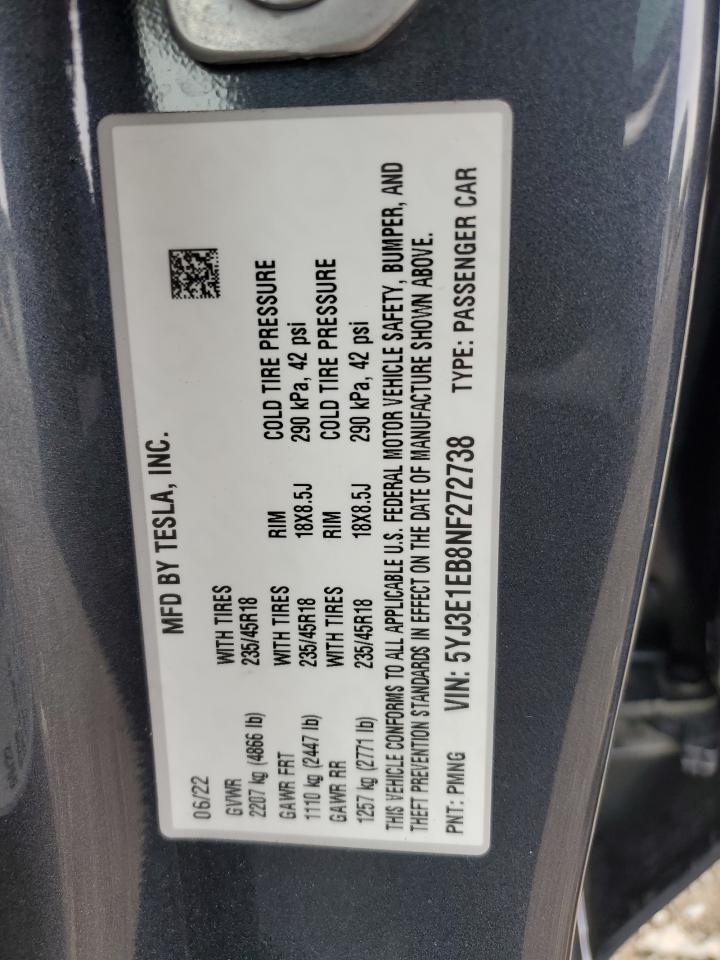 MFD BY TESLA, INC.
06/22
GVWR WITH TIRES
2207 kg (4866 lb) 235/45R18
GAWR FRT WITH TIRES RIM COLD TIRE PRESSURE
1110 kg (2447 lb) 235/45R18 18X8.5J 290 kPa, 42 psi
GAWR RR WITH TIRES RIM COLD TIRE PRESSURE
1257 kg (2771 lb) 235/45R18 18X8.5J 290 kPa, 42 psi
THIS VEHICLE CONFORMS TO ALL APPLICABLE U.S. FEDERAL MOTOR VEHICLE SAFETY, BUMPER, AND
THEFT PREVENTION STANDARDS IN EFFECT ON THE DATE OF MANUFACTURE SHOWN ABOVE.
PNT: PMNG VIN: 5YJ3E1EB8NF272738 TYPE: PASSENGER CAR